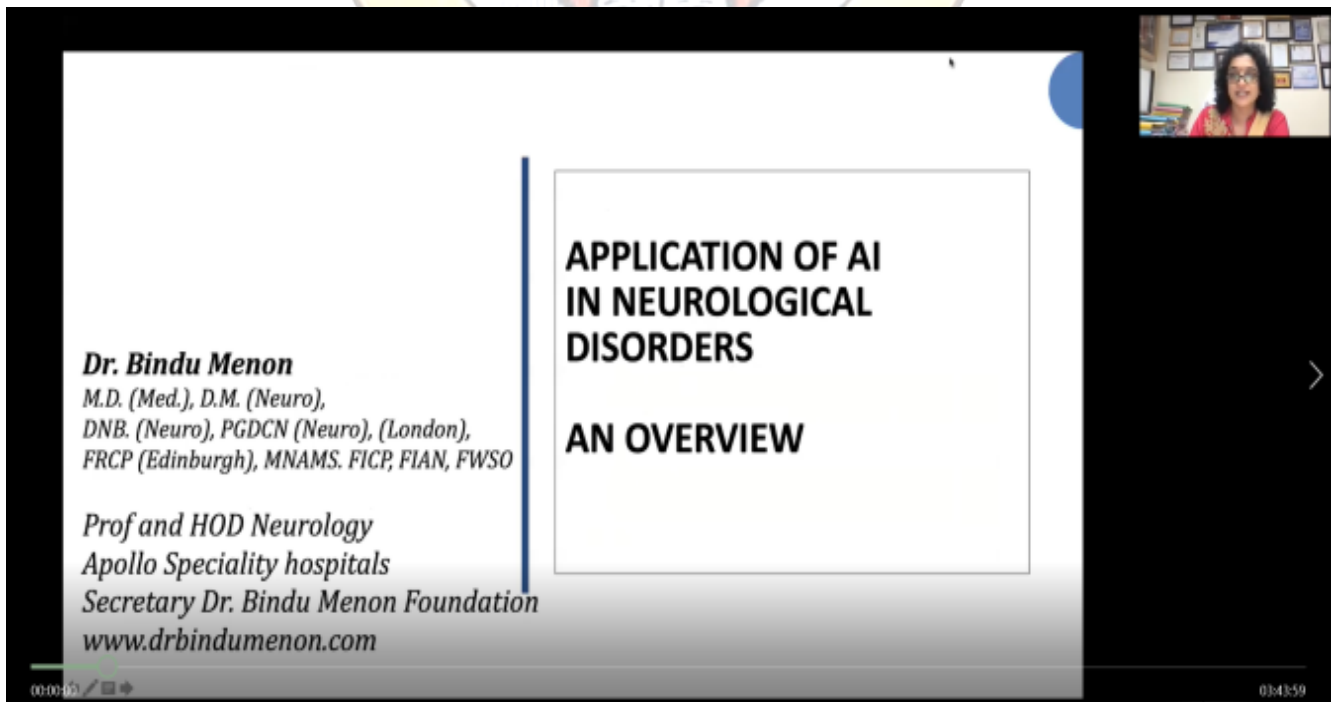 APPLICATION OF AI
IN NEUROLOGICAL
DISORDERS
AN OVERVIEW
Dr. Bindu Menon
M.D. (Med.), D.M. (Neuro),
DNB. (Neuro), PGDCN (Neuro), (London),
FRCP (Edinburgh), MNAMS. FICP, FIAN, FWSO
Prof and HOD Neurology
Apollo Speciality hospitals
Secretary Dr. Bindu Menon Foundation
www.drbindumenon.com
03:43:59